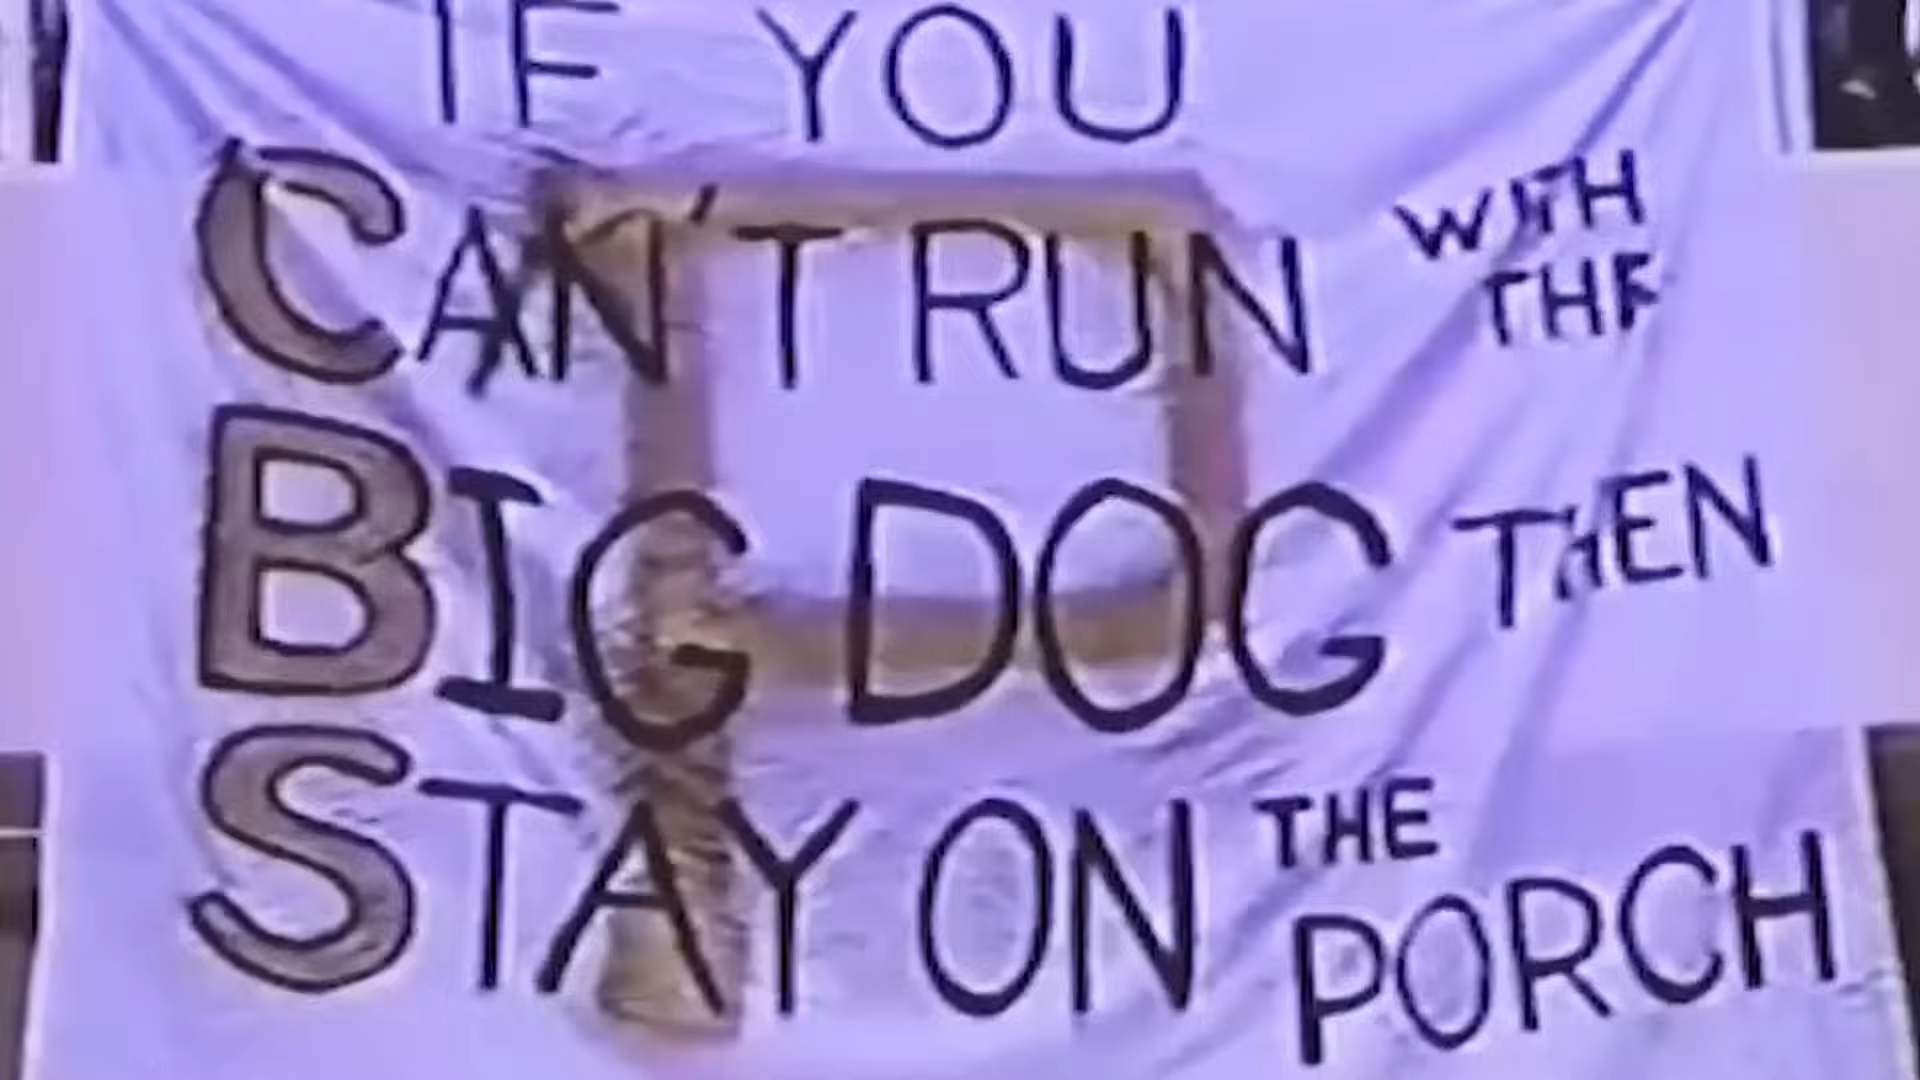 IF YOU
CAN'T RUN WITH THE
BIG DOG THEN
STAY ON THE PORCH